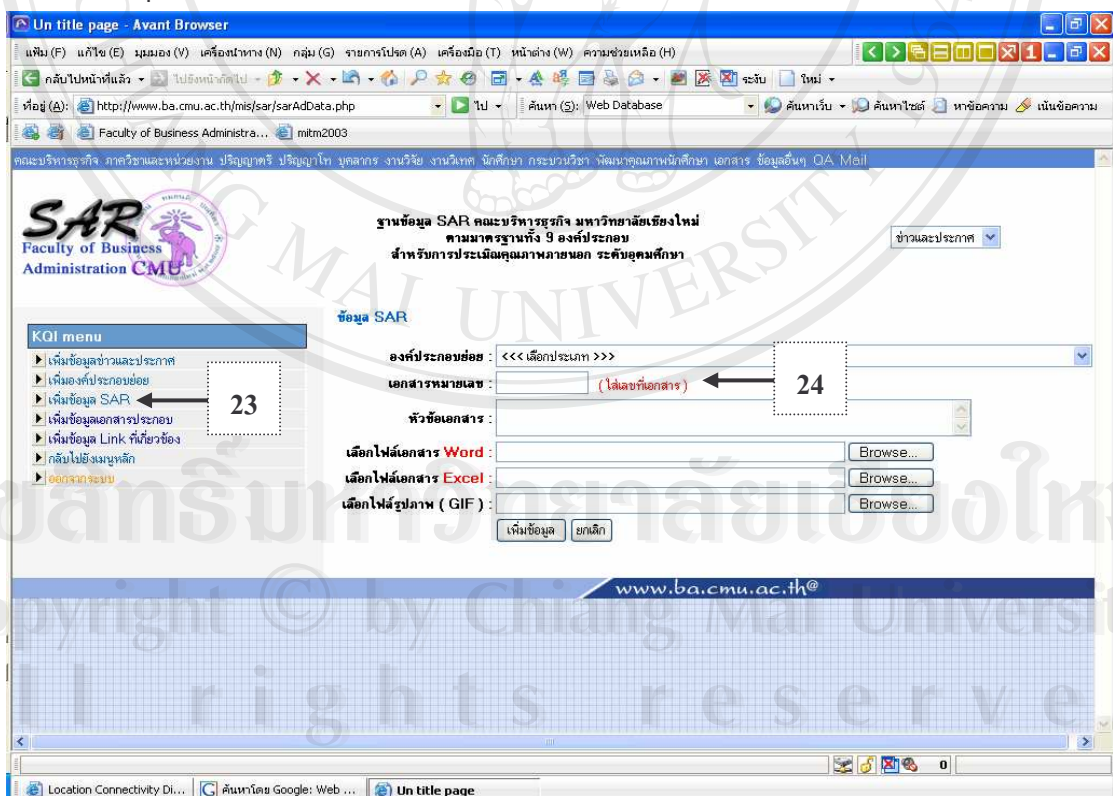 Un title page - Avant Browser
แฟ้ม (F) แก้ไข (E) มุมมอง (V) เครื่องนำทาง (N) กลุ่ม (G) รายการโปรด (A) เครื่องมือ (T) หน้าต่าง (W) ความช่วยเหลือ (H)
กลับไปหน้าที่แล้ว ไปยังหน้าถัดไป ระงับ ใหม่
ที่อยู่ (A): http://www.ba.cmu.ac.th/mis/sar/sarAdData.php ไป ค้นหา (S): Web Database ค้นหาเว็บ ค้นหาไซต์ หาข้อความ เน้นข้อความ
Faculty of Business Administra... mitm2003
คณะบริหารธุรกิจ ภาควิชาและหน่วยงาน ปริญญาตรี ปริญญาโท บุคลากร งานวิจัย งานวิเทศ นักศึกษา กระบวนวิชา พัฒนาคุณภาพนักศึกษา เอกสาร ข้อมูลอื่นๆ QA Mail
SAR
Faculty of Business
Administration CMU
ฐานข้อมูล SAR คณะบริหารธุรกิจ มหาวิทยาลัยเชียงใหม่
ตามมาตรฐานทั้ง 9 องค์ประกอบ
สำหรับการประเมินคุณภาพภายนอก ระดับอุดมศึกษา
ข่าวและประกาศ
KQI menu
เพิ่มข้อมูลข่าวและประกาศ
เพิ่มองค์ประกอบย่อย
เพิ่มข้อมูล SAR
เพิ่มข้อมูลเอกสารประกอบ
เพิ่มข้อมูล Link ที่เกี่ยวข้อง
กลับไปยังเมนูหลัก
ออกจากระบบ
23
ข้อมูล SAR
องค์ประกอบย่อย : <<< เลือกประเภท >>>
เอกสารหมายเลข : (ใส่เลขที่เอกสาร)
24
หัวข้อเอกสาร :
เลือกไฟล์เอกสาร Word : Browse...
เลือกไฟล์เอกสาร Excel : Browse...
เลือกไฟล์รูปภาพ ( GIF ) : Browse...
เพิ่มข้อมูล ยกเลิก
www.ba.cmu.ac.th@
0
Location Connectivity Di... ค้นหาโดย Google: Web ... Un title page
MAI UNIVERSITY
opyright © by Chiang Mai Universi
ll rights reserve